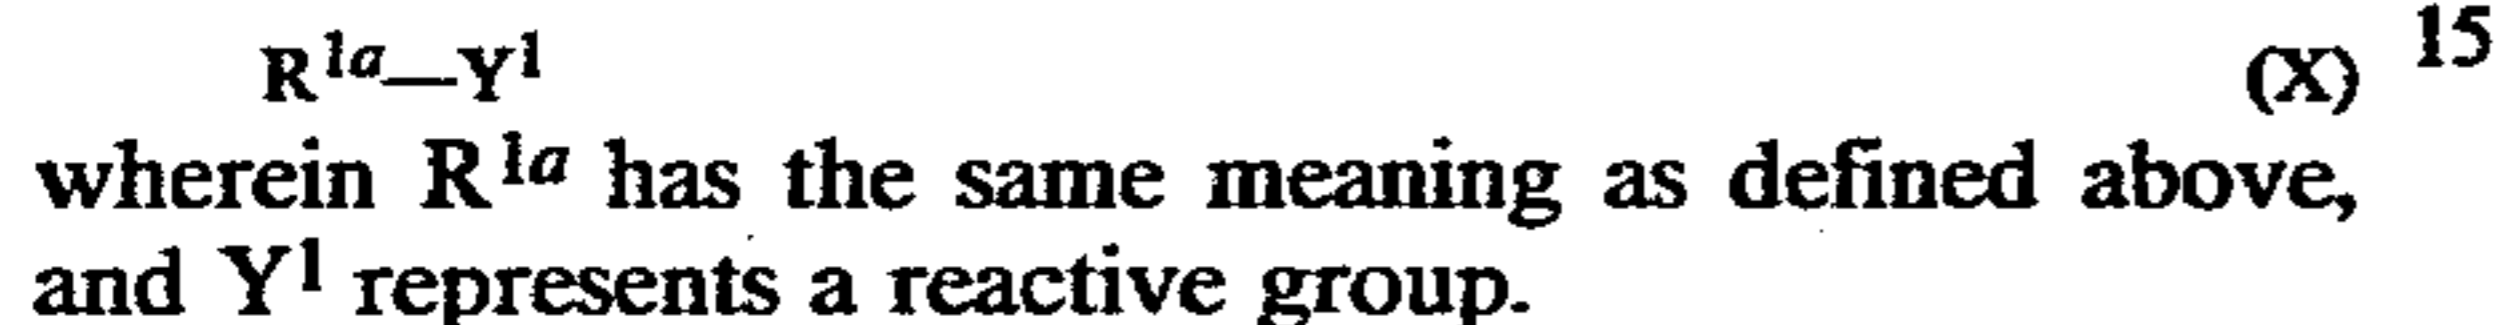 R¹ᵃ—Y¹ (X) 15
wherein R¹ᵃ has the same meaning as defined above,
and Y¹ represents a reactive group.